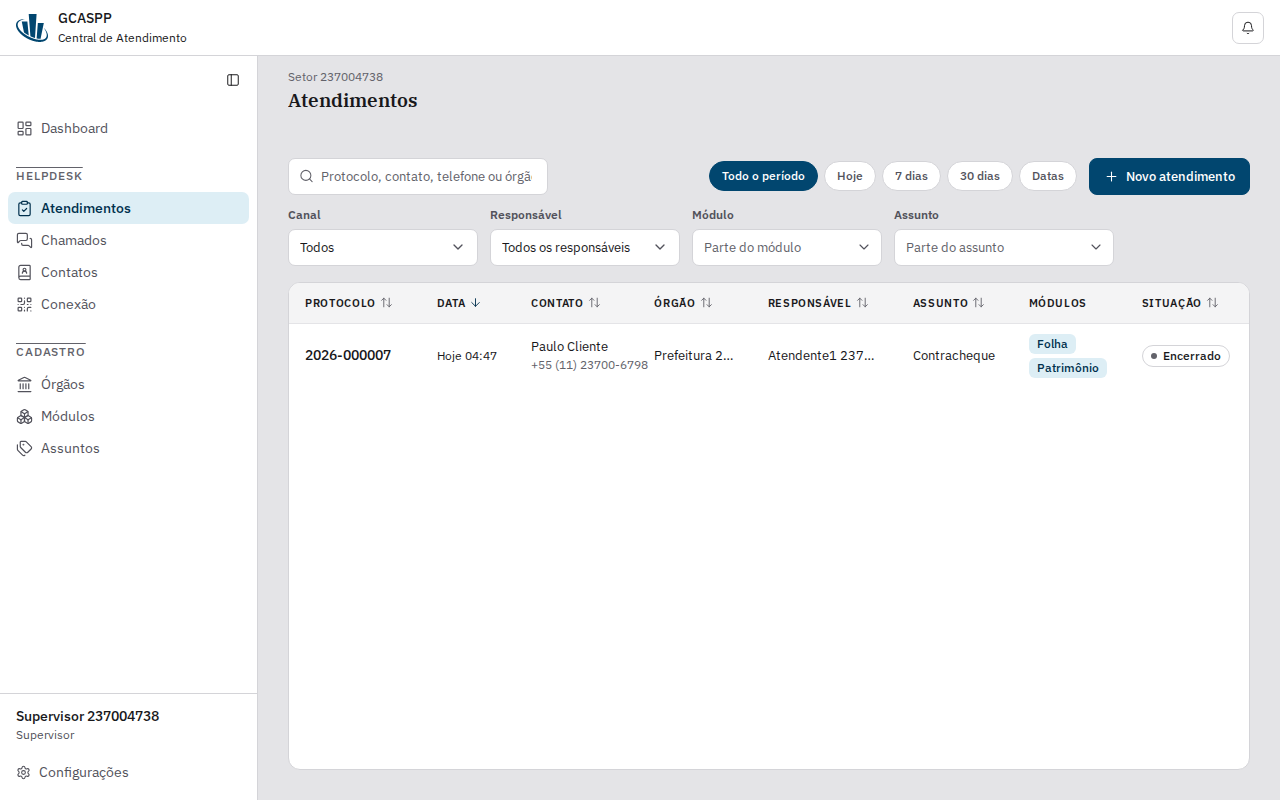 GCASPP
Central de Atendimento
Dashboard
HELPDESK
Atendimentos
Chamados
Contatos
Conexão
CADASTRO
Órgãos
Módulos
Assuntos
Supervisor 237004738
Supervisor
Configurações
Setor 237004738
Atendimentos
Protocolo, contato, telefone ou órgã
Todo o período Hoje 7 dias 30 dias Datas + Novo atendimento
Canal Responsável Módulo Assunto
Todos Todos os responsáveis Parte do módulo Parte do assunto
PROTOCOLO DATA CONTATO ÓRGÃO RESPONSÁVEL ASSUNTO MÓDULOS SITUAÇÃO
2026-000007 Hoje 04:47 Paulo Cliente Prefeitura 2... Atendente1 237... Contracheque Folha Encerrado
+55 (11) 23700-6798 Patrimônio